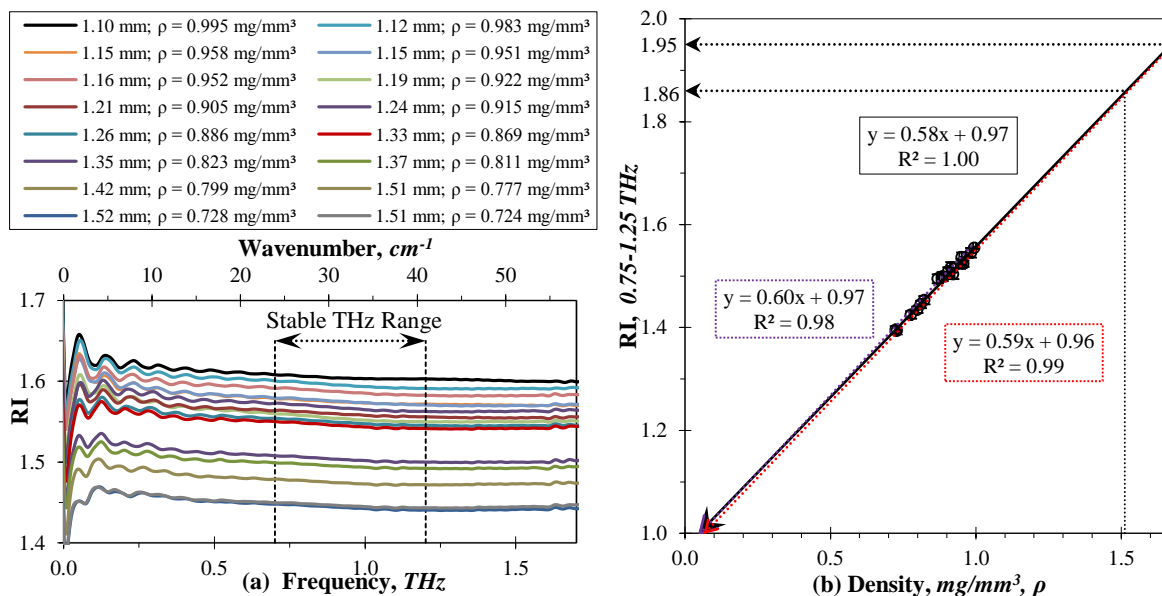 1.10 mm; ρ = 0.995 mg/mm³ 1.12 mm; ρ = 0.983 mg/mm³
1.15 mm; ρ = 0.958 mg/mm³ 1.15 mm; ρ = 0.951 mg/mm³
1.16 mm; ρ = 0.952 mg/mm³ 1.19 mm; ρ = 0.922 mg/mm³
1.21 mm; ρ = 0.905 mg/mm³ 1.24 mm; ρ = 0.915 mg/mm³
1.26 mm; ρ = 0.886 mg/mm³ 1.33 mm; ρ = 0.869 mg/mm³
1.35 mm; ρ = 0.823 mg/mm³ 1.37 mm; ρ = 0.811 mg/mm³
1.42 mm; ρ = 0.799 mg/mm³ 1.51 mm; ρ = 0.777 mg/mm³
1.52 mm; ρ = 0.728 mg/mm³ 1.51 mm; ρ = 0.724 mg/mm³
Wavenumber, cm⁻¹
0 10 20 30 40 50
1.7
1.6
1.5
1.4
RI
Stable THz Range
0.0 0.5 1.0 1.5
(a) Frequency, THz
2.0
1.95
1.86
1.8
1.6
1.4
1.2
1.0
RI, 0.75-1.25 THz
y = 0.58x + 0.97
R² = 1.00
y = 0.60x + 0.97
R² = 0.98
y = 0.59x + 0.96
R² = 0.99
0.0 0.5 1.0 1.5
(b) Density, mg/mm³, ρ